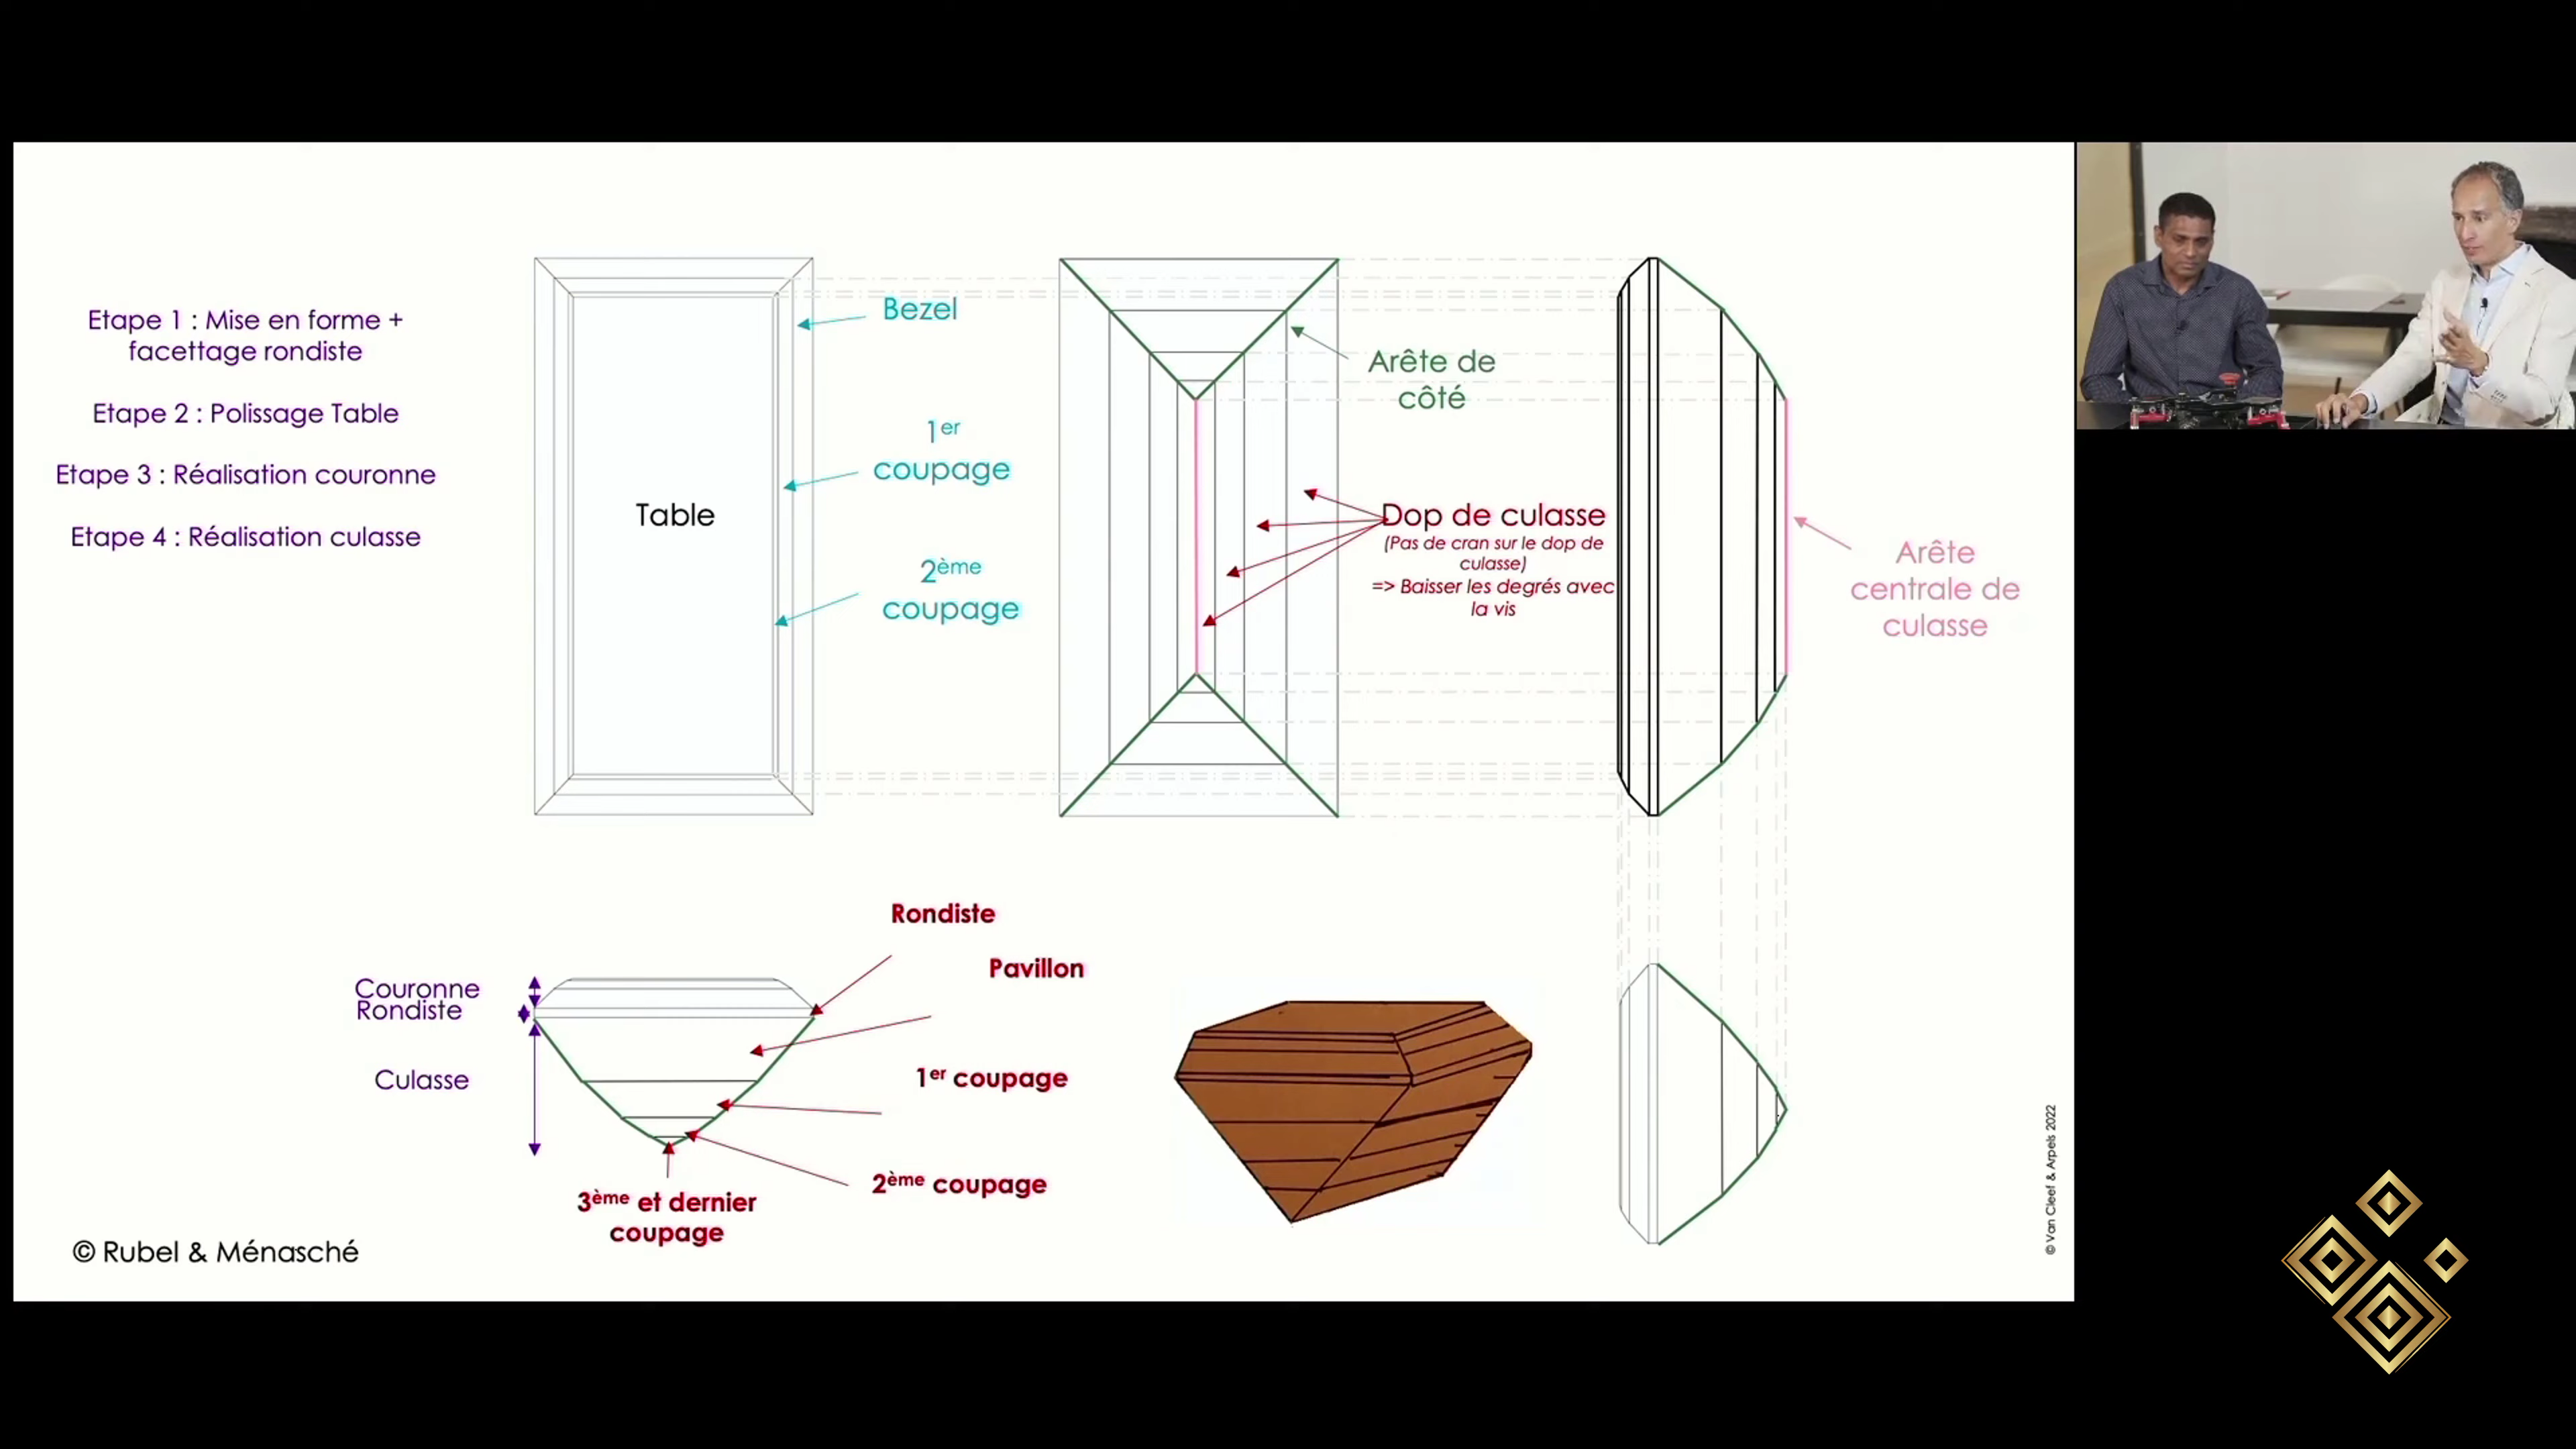 Etape 1 : Mise en forme +
facettage rondiste
Etape 2 : Polissage Table
Etape 3 : Réalisation couronne
Etape 4 : Réalisation culasse
Table
Bezel
1er
coupage
2ème
coupage
Arête de
côté
Dop de culasse
(Pas de cran sur le dop de
culasse)
=> Baisser les degrés avec
la vis
Arête
centrale de
culasse
Couronne
Rondiste
Culasse
Rondiste
Pavillon
1er coupage
2ème coupage
3ème et dernier
coupage
© Rubel & Ménasché
© Van Cleef & Arpels 2022